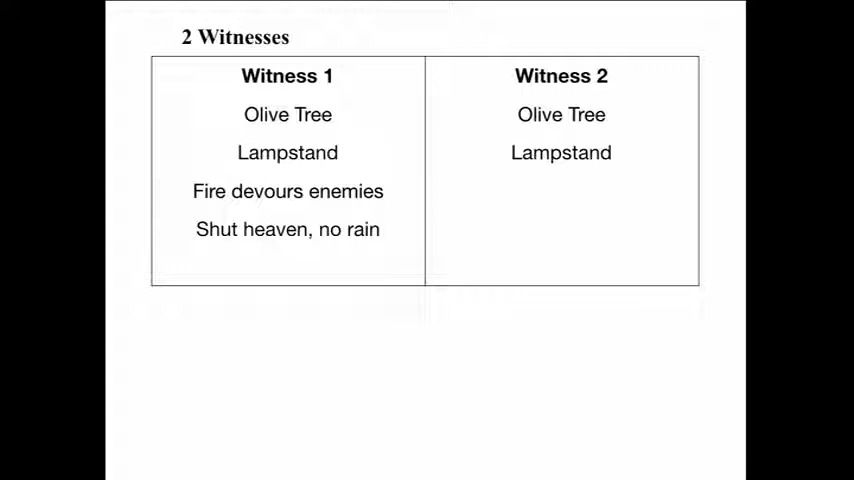 2 Witnesses
Witness 1 Witness 2
Olive Tree Olive Tree
Lampstand Lampstand
Fire devours enemies
Shut heaven, no rain